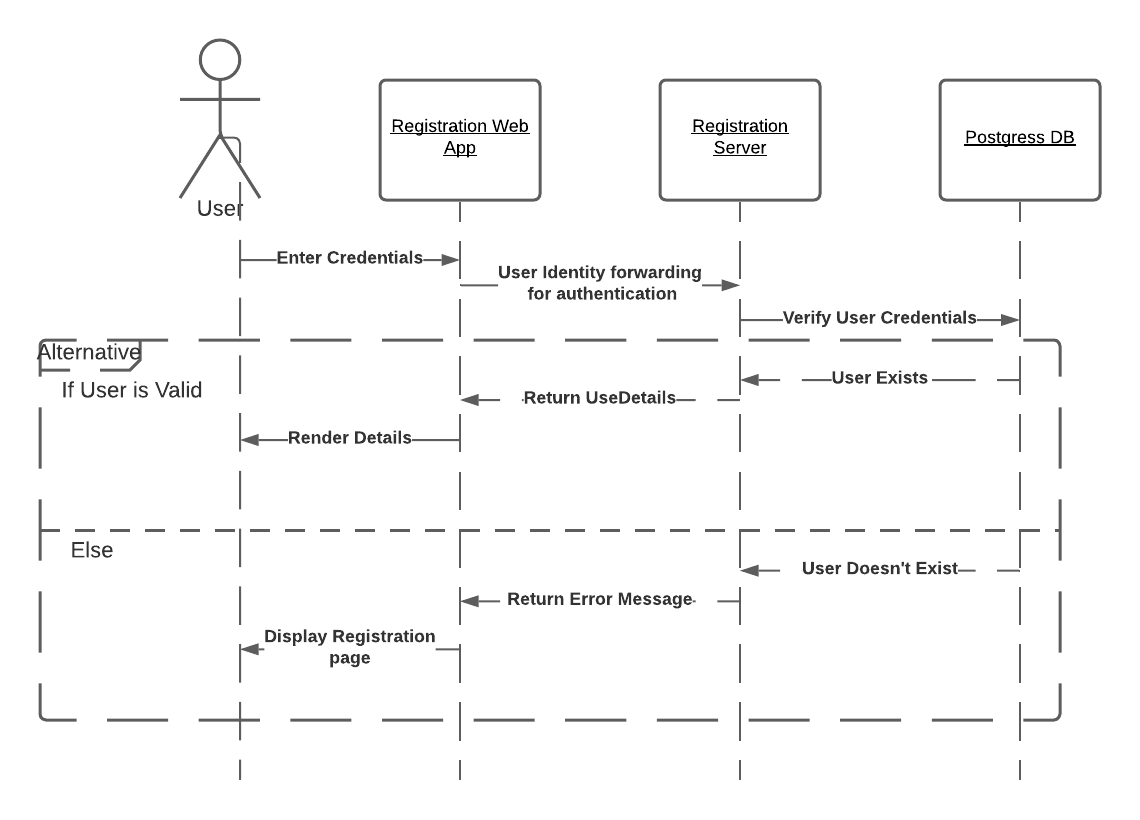 User
Registration Web
App
Registration
Server
Postgress DB
Enter Credentials
User Identity forwarding
for authentication
Verify User Credentials
Alternative
If User is Valid
User Exists
Return UseDetails
Render Details
Else
User Doesn't Exist
Return Error Message
Display Registration
page